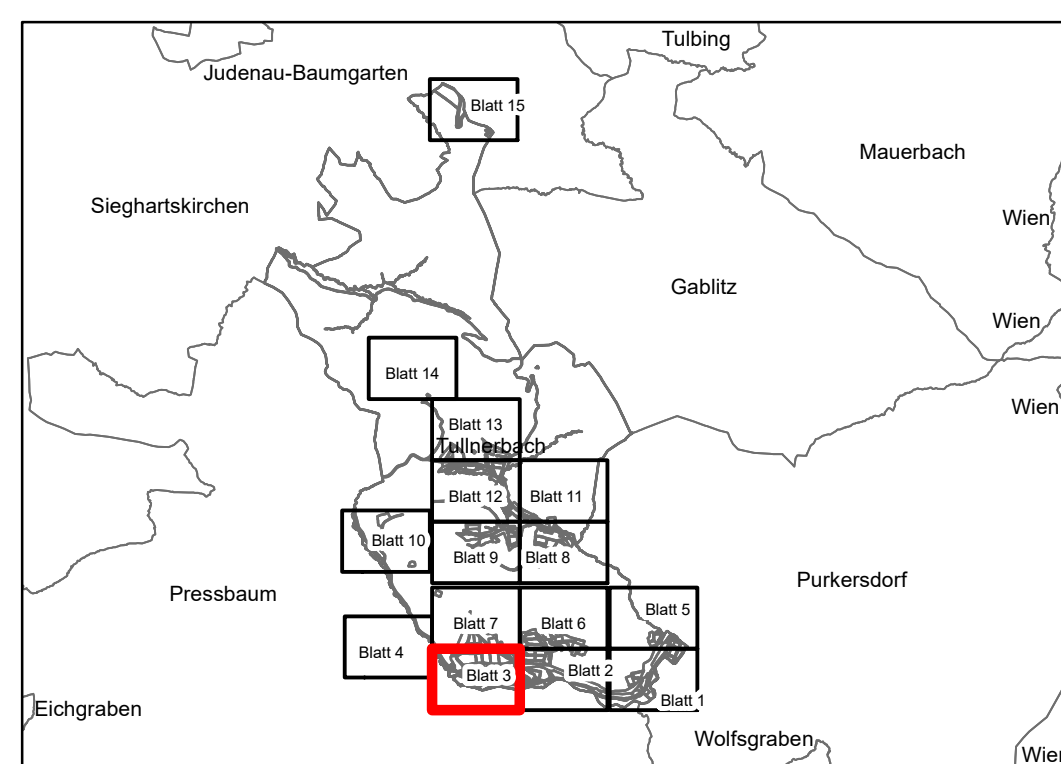 Tulbing
Judenau-Baumgarten
Blatt 15
Mauerbach
Sieghartskirchen
Wien
Gablitz
Wien
Blatt 14
Wien
Blatt 13
Tullnerbach
Blatt 12
Blatt 11
Blatt 10
Blatt 9
Blatt 8
Purkersdorf
Pressbaum
Blatt 5
Blatt 7
Blatt 6
Blatt 4
Blatt 3
Blatt 2
Blatt 1
Eichgraben
Wolfsgraben
Wien